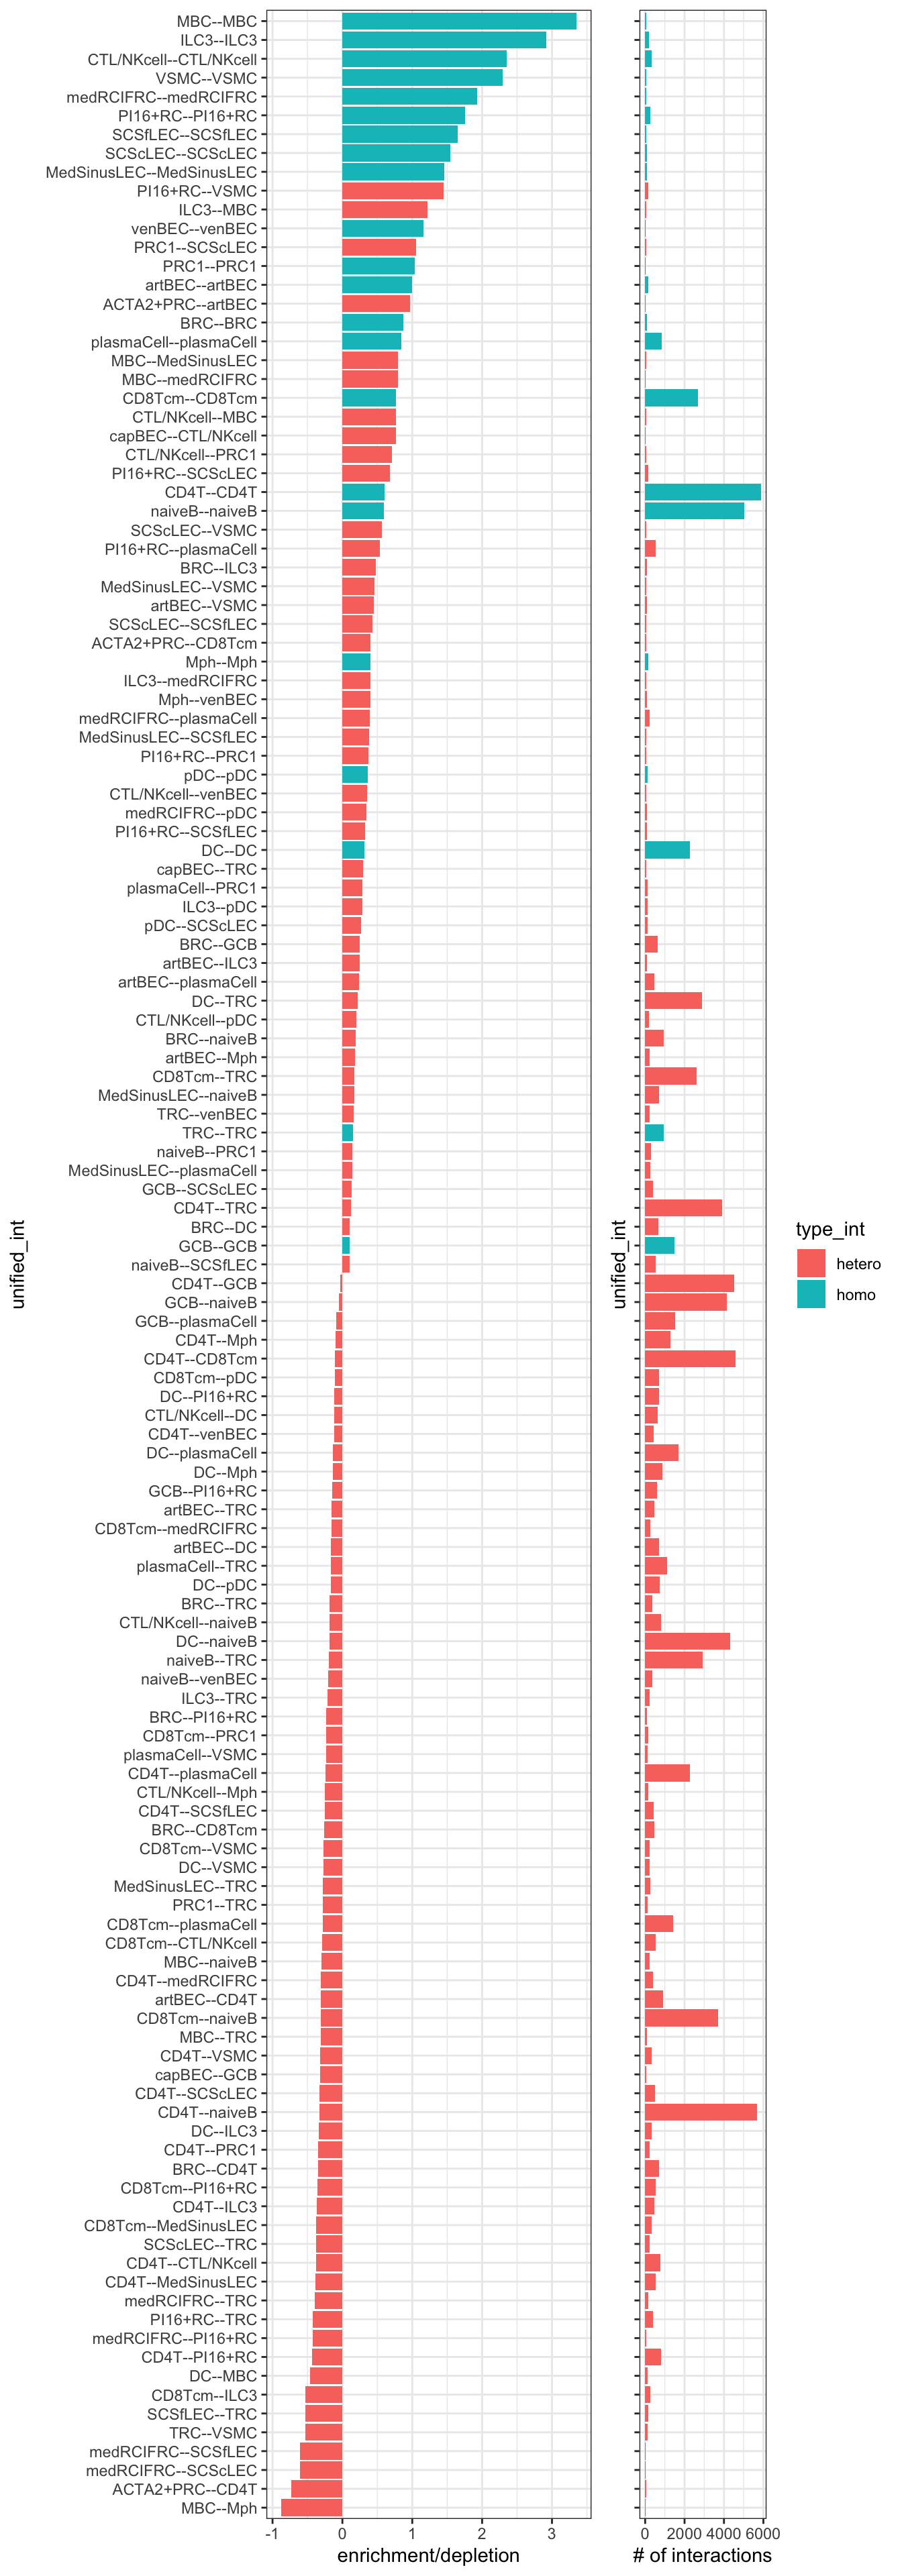 MBC--MBC
ILC3--ILC3
CTL/NKcell--CTL/NKcell
VSMC--VSMC
medRCIFRC--medRCIFRC
PI16+RC--PI16+RC
SCSfLEC--SCSfLEC
SCScLEC--SCScLEC
MedSinusLEC--MedSinusLEC
PI16+RC--VSMC
ILC3--MBC
venBEC--venBEC
PRC1--SCScLEC
PRC1--PRC1
artBEC--artBEC
ACTA2+PRC--artBEC
BRC--BRC
plasmaCell--plasmaCell
MBC--MedSinusLEC
MBC--medRCIFRC
CD8Tcm--CD8Tcm
CTL/NKcell--MBC
capBEC--CTL/NKcell
CTL/NKcell--PRC1
PI16+RC--SCScLEC
CD4T--CD4T
naiveB--naiveB
SCScLEC--VSMC
PI16+RC--plasmaCell
BRC--ILC3
MedSinusLEC--VSMC
artBEC--VSMC
SCScLEC--SCSfLEC
ACTA2+PRC--CD8Tcm
Mph--Mph
ILC3--medRCIFRC
Mph--venBEC
medRCIFRC--plasmaCell
MedSinusLEC--SCSfLEC
PI16+RC--PRC1
pDC--pDC
CTL/NKcell--venBEC
medRCIFRC--pDC
PI16+RC--SCSfLEC
DC--DC
capBEC--TRC
plasmaCell--PRC1
ILC3--pDC
pDC--SCScLEC
BRC--GCB
artBEC--ILC3
artBEC--plasmaCell
DC--TRC
CTL/NKcell--pDC
BRC--naiveB
artBEC--Mph
CD8Tcm--TRC
MedSinusLEC--naiveB
TRC--venBEC
TRC--TRC
naiveB--PRC1
MedSinusLEC--plasmaCell
GCB--SCScLEC
CD4T--TRC
BRC--DC
GCB--GCB
naiveB--SCSfLEC
CD4T--GCB
GCB--naiveB
GCB--plasmaCell
CD4T--Mph
CD4T--CD8Tcm
CD8Tcm--pDC
DC--PI16+RC
CTL/NKcell--DC
CD4T--venBEC
DC--plasmaCell
DC--Mph
GCB--PI16+RC
artBEC--TRC
CD8Tcm--medRCIFRC
artBEC--DC
plasmaCell--TRC
DC--pDC
BRC--TRC
CTL/NKcell--naiveB
DC--naiveB
naiveB--TRC
naiveB--venBEC
ILC3--TRC
BRC--PI16+RC
CD8Tcm--PRC1
plasmaCell--VSMC
CD4T--plasmaCell
CTL/NKcell--Mph
CD4T--SCSfLEC
BRC--CD8Tcm
CD8Tcm--VSMC
DC--VSMC
MedSinusLEC--TRC
PRC1--TRC
CD8Tcm--plasmaCell
CD8Tcm--CTL/NKcell
MBC--naiveB
CD4T--medRCIFRC
artBEC--CD4T
CD8Tcm--naiveB
MBC--TRC
CD4T--VSMC
capBEC--GCB
CD4T--SCScLEC
CD4T--naiveB
DC--ILC3
CD4T--PRC1
BRC--CD4T
CD8Tcm--PI16+RC
CD4T--ILC3
CD8Tcm--MedSinusLEC
SCScLEC--TRC
CD4T--CTL/NKcell
CD4T--MedSinusLEC
medRCIFRC--TRC
PI16+RC--TRC
medRCIFRC--PI16+RC
CD4T--PI16+RC
DC--MBC
CD8Tcm--ILC3
SCSfLEC--TRC
TRC--VSMC
medRCIFRC--SCSfLEC
medRCIFRC--SCScLEC
ACTA2+PRC--CD4T
MBC--Mph
unified_int
-1 0 1 2 3
enrichment/depletion
unified_int
0 2000 4000 6000
# of interactions
type_int
hetero
homo